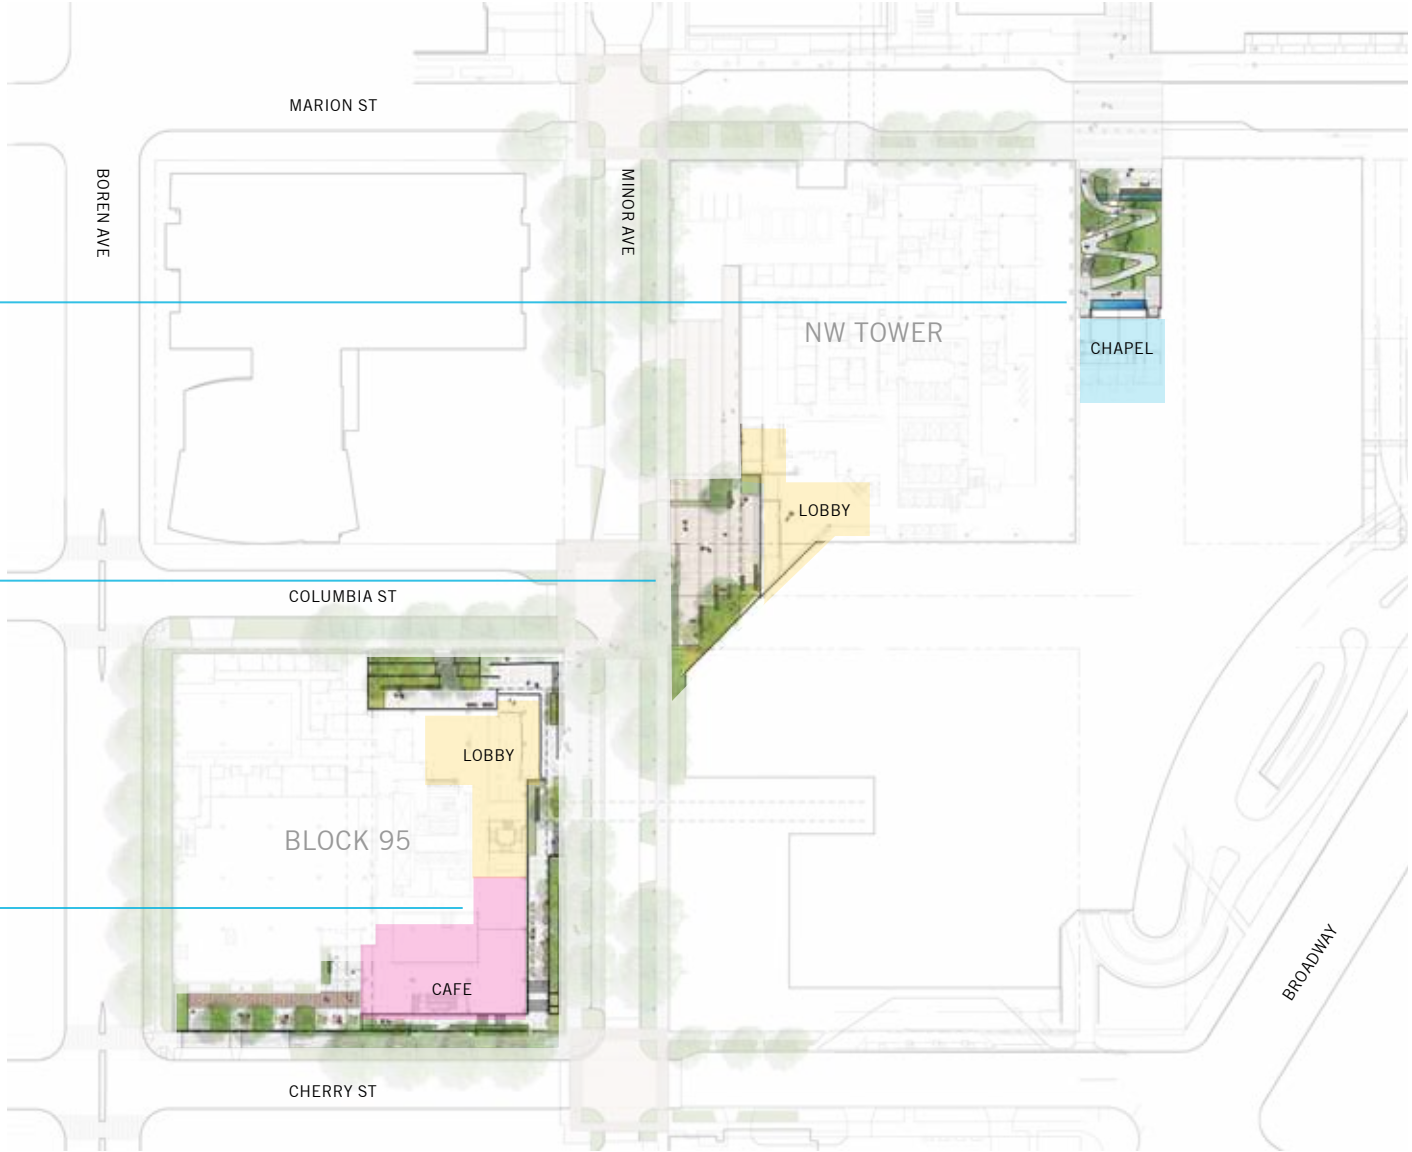 MARION ST
BOREN AVE
MINOR AVE
NW TOWER
CHAPEL
LOBBY
COLUMBIA ST
LOBBY
BLOCK 95
CAFE
BROADWAY
CHERRY ST